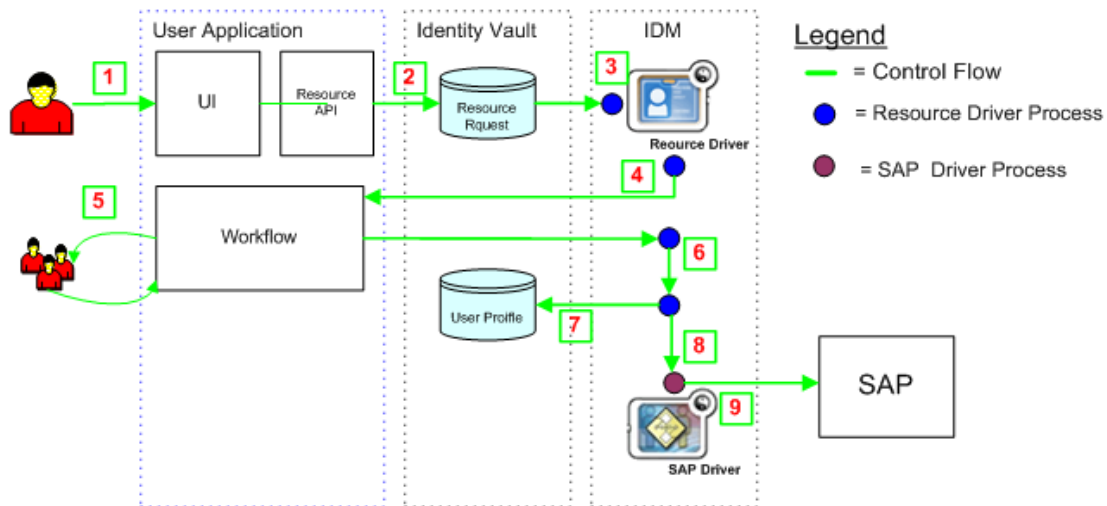 User Application
Identity Vault
IDM
Legend
1
UI
Resource
API
2
Resource
Rquest
3
Reource Driver
= Control Flow
= Resource Driver Process
= SAP  Driver Process
4
5
Workflow
6
User Proifle
7
8
9
SAP Driver
SAP